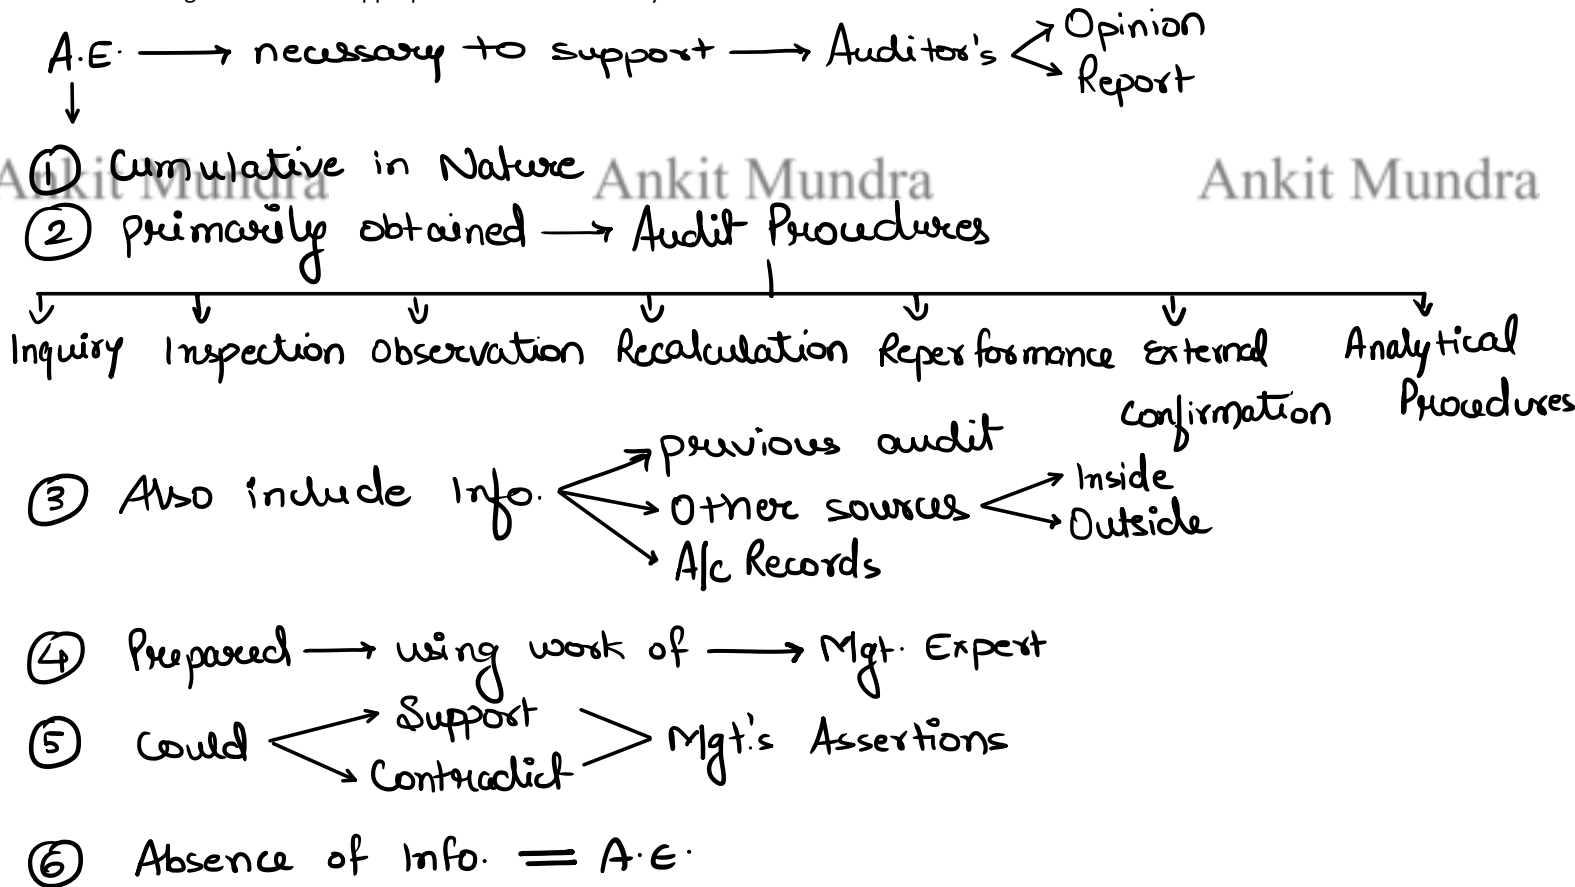 A.E. → necessary to support → Auditor's Opinion
Report
① Cumulative in Nature
Ankit Mundra Ankit Mundra Ankit Mundra
② primarily obtained → Audit Procedures
Inquiry Inspection Observation Recalculation Reperformance External Confirmation Analytical Procedures
③ Also include Info. previous audit
Other sources Inside
Outside
A/c Records
④ Prepared → using work of → Mgt. Expert
⑤ Could Support
Contradict
Mgt's Assertions
⑥ Absence of Info. = A.E.